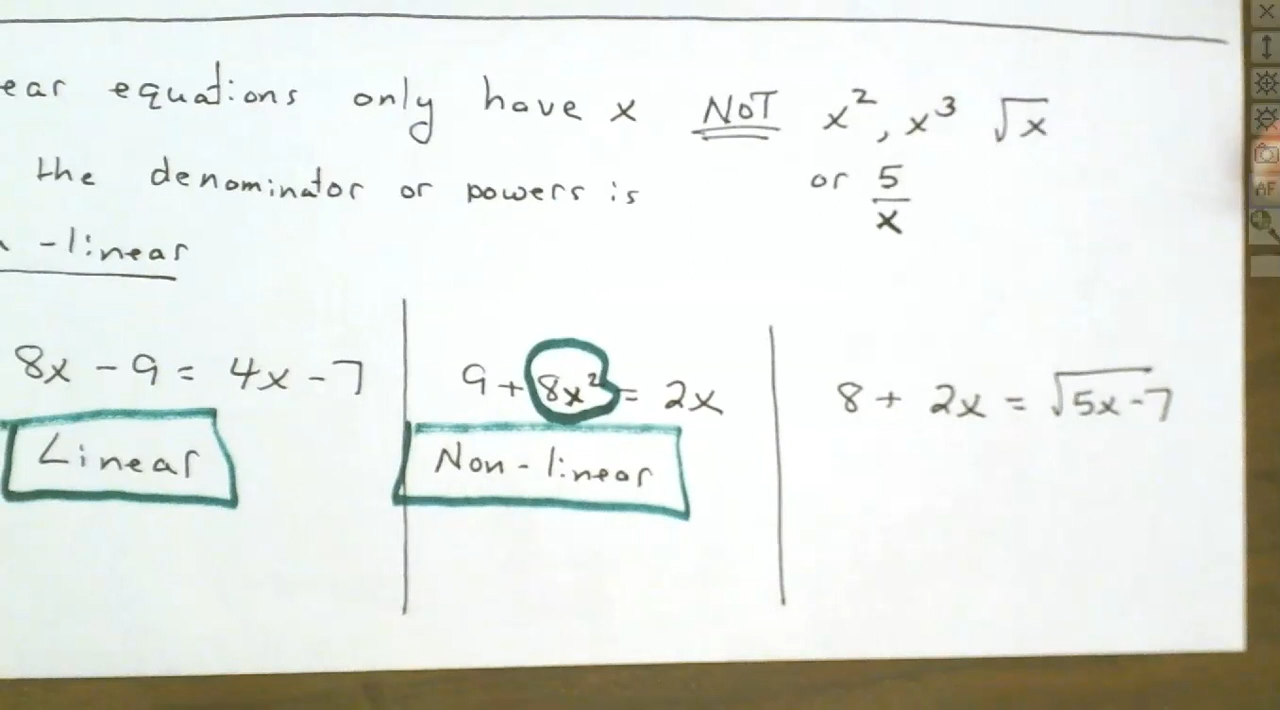 ear equations only have x NOT x², x³ √x
the denominator or powers is or 5/x
-linear
8x - 9 = 4x - 7
Linear
9 + 8x² = 2x
Non-linear
8 + 2x = √5x-7
AF